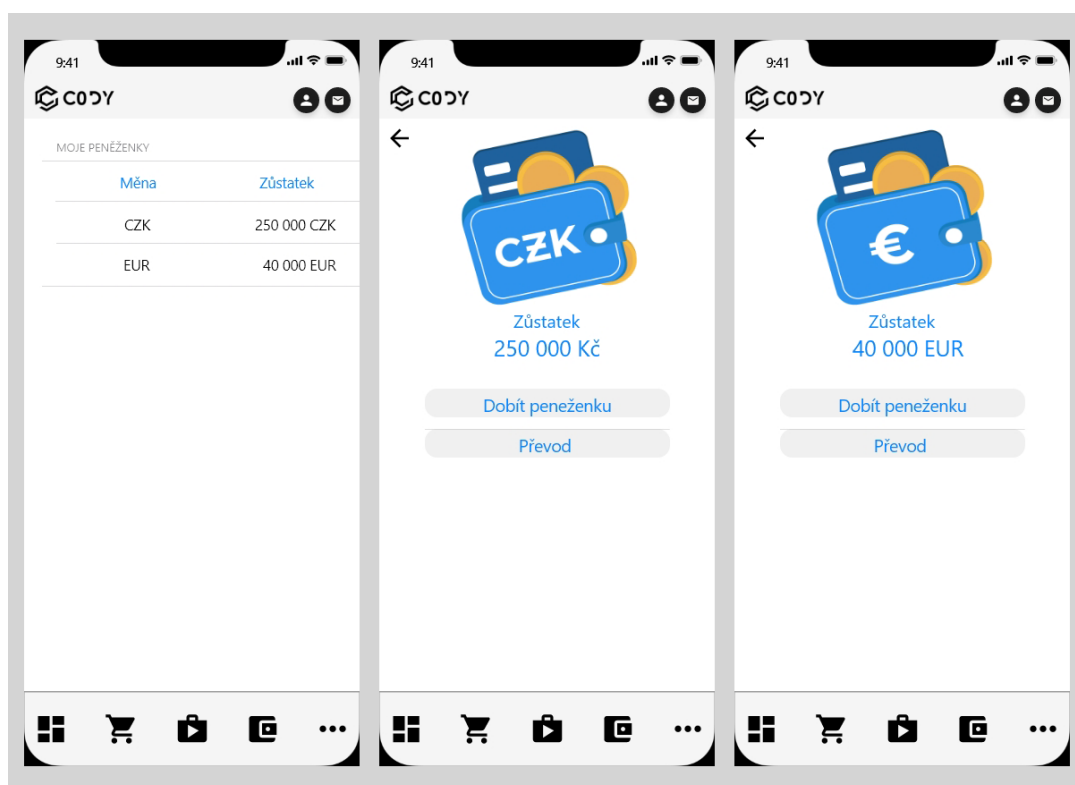 9:41
C0DY
MOJE PENĚŽENKY
Měna Zůstatek
CZK 250 000 CZK
EUR 40 000 EUR
9:41
C0DY
CZK
Zůstatek
250 000 Kč
Dobít peneženku
Převod
9:41
C0DY
€
Zůstatek
40 000 EUR
Dobít peneženku
Převod